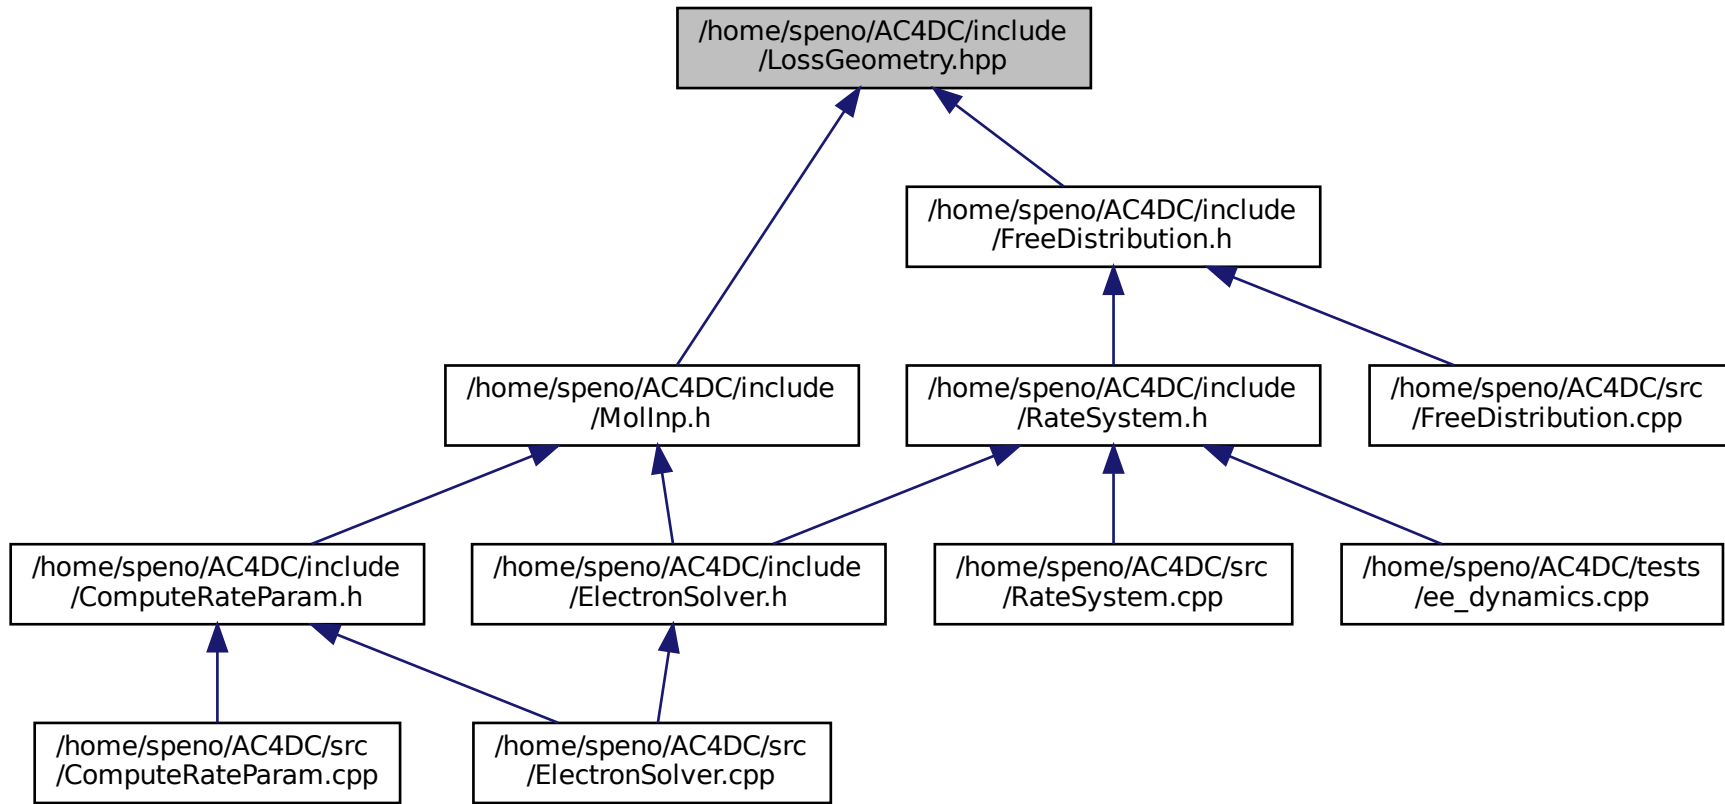 /home/speno/AC4DC/include
/LossGeometry.hpp
/home/speno/AC4DC/include
/FreeDistribution.h
/home/speno/AC4DC/include
/MolInp.h
/home/speno/AC4DC/include
/RateSystem.h
/home/speno/AC4DC/src
/FreeDistribution.cpp
/home/speno/AC4DC/include
/ComputeRateParam.h
/home/speno/AC4DC/include
/ElectronSolver.h
/home/speno/AC4DC/src
/RateSystem.cpp
/home/speno/AC4DC/tests
/ee_dynamics.cpp
/home/speno/AC4DC/src
/ComputeRateParam.cpp
/home/speno/AC4DC/src
/ElectronSolver.cpp